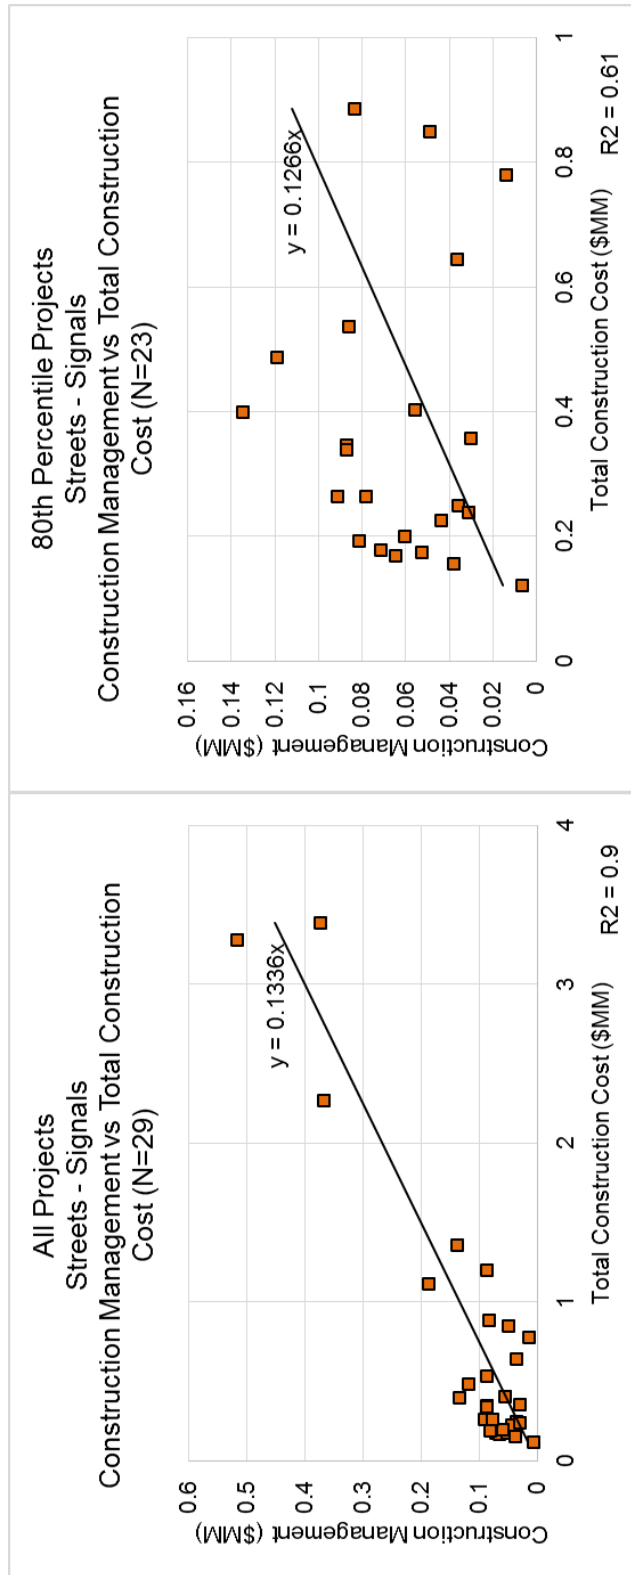 All Projects
Streets - Signals
Construction Management vs Total Construction
Cost (N=29)
0.6
0.5
0.4
0.3
0.2
0.1
0
Construction Management ($MM)
y = 0.1336x
0
1
2
3
4
Total Construction Cost ($MM)
R2 = 0.9
80th Percentile Projects
Streets - Signals
Construction Management vs Total Construction
Cost (N=23)
0.16
0.14
0.12
0.1
0.08
0.06
0.04
0.02
0
Construction Management ($MM)
y = 0.1266x
0
0.2
0.4
0.6
0.8
1
Total Construction Cost ($MM)
R2 = 0.61